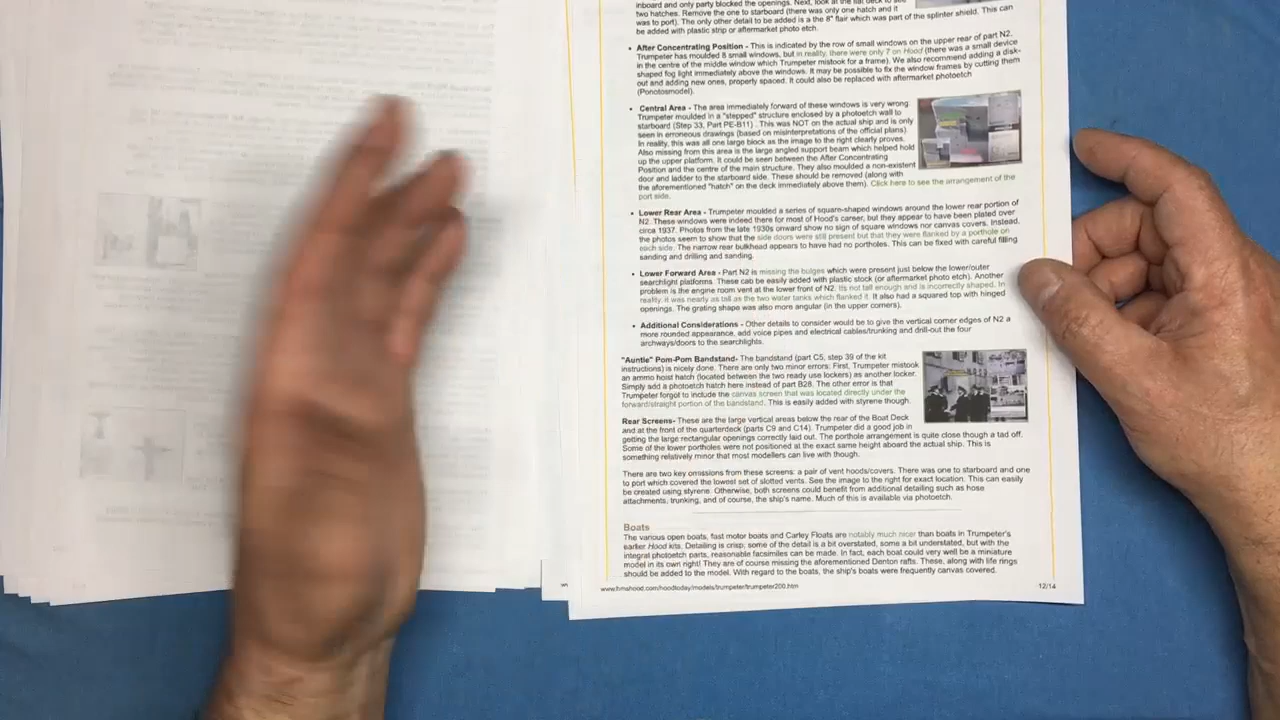 inboard and only party blocked the openings. Next, look at the flat deck to see
two hatches. Remove the one to starboard (there was only one hatch and it
was to port). The only other detail to be added is a the 8" flair which was part of the splinter shield. This can
be added with plastic strip or aftermarket photo etch.
• After Concentrating Position - This is indicated by the row of small windows on the upper rear of part N2.
Trumpeter has moulded 8 small windows, but in reality, there were only 7 on Hood (there was a small device
in the centre of the middle window which Trumpeter mistook for a frame). We also recommend adding a disk-
shaped fog light immediately above the windows. It may be possible to fix the window frames by cutting them
out and adding new ones, properly spaced. It could also be replaced with aftermarket photoetch
(Pontosmodel).
• Central Area - The area immediately forward of these windows is very wrong.
Trumpeter moulded in a "stepped" structure enclosed by a photoetch wall to
starboard (Step 33, Part PE-B11) . This was NOT on the actual ship and is only
seen in erroneous drawings (based on misinterpretations of the official plans)
In reality, this was all one large block as the image to the right clearly proves.
Also missing from this area is the large angled support beam which helped hold
up the upper platform. It could be seen between the After Concentrating
Position and the centre of the main structure. They also moulded a non-existent
door and ladder to the starboard side. These should be removed (along with
the aforementioned "hatch" on the deck immediately above them). Click here to see the arrangement of the
port side.
• Lower Rear Area - Trumpeter moulded a series of square-shaped windows around the lower rear portion of
N2. These windows were indeed there for most of Hood's career, but they appear to have been plated over
circa 1937. Photos from the late 1930s onward show no sign of square windows nor canvas covers. Instead,
the photos seem to show that the side doors were still present but that they were flanked by a porthole on
each side. The narrow rear bulkhead appears to have had no portholes. This can be fixed with careful filling
sanding and drilling and sanding.
• Lower Forward Area - Part N2 is missing the bulges which were present just below the lower/outer
searchlight platforms. These cab be easily added with plastic stock (or aftermarket photo etch). Another
problem is the engine room vent at the lower front of N2. Its not tall enough and is incorrectly shaped. In
reality, it was nearly as tall as the two water tanks which flanked it. It also had a squared top with hinged
openings. The grating shape was also more angular (in the upper corners).
• Additional Considerations - Other details to consider would be to give the vertical corner edges of N2 a
more rounded appearance, add voice pipes and electrical cables/trunking and drill-out the four
archways/doors to the searchlights.
"Auntie" Pom-Pom Bandstand- The bandstand (part C5, step 39 of the kit
instructions) is nicely done. There are only two minor errors: First, Trumpeter mistook
an ammo hoist hatch (located between the two ready use lockers) as another locker.
Simply add a photoetch hatch here instead of part B28. The other error is that
Trumpeter forgot to include the canvas screen that was located directly under the
forward/straight portion of the bandstand. This is easily added with styrene though.
Rear Screens- These are the large vertical areas below the rear of the Boat Deck
and at the front of the quarterdeck (parts C9 and C14). Trumpeter did a good job in
getting the large rectangular openings correctly laid out. The porthole arrangement is quite close though a tad off.
Some of the lower portholes were not positioned at the exact same height aboard the actual ship. This is
something relatively minor that most modellers can live with though.
There are two key omissions from these screens: a pair of vent hoods/covers. There was one to starboard and one
to port which covered the lowest set of slotted vents. See the image to the right for exact location. This can easily
be created using styrene. Otherwise, both screens could benefit from additional detailing such as hose
attachments, trunking, and of course, the ship's name. Much of this is available via photoetch.
Boats
The various open boats, fast motor boats and Carley Floats are notably much nicer than boats in Trumpeter's
earlier Hood kits. Detailing is crisp, some of the detail is a bit overstated, some a bit understated, but with the
integral photoetch parts, reasonable facsimiles can be made. In fact, each boat could very well be a miniature
model in its own right! They are of course missing the aforementioned Denton rafts. These, along with life rings
should be added to the model. With regard to the boats, the ship's boats were frequently canvas covered.
www.hmshood.com/hoodtoday/models/trumpeter/trumpeter200.htm
12/14